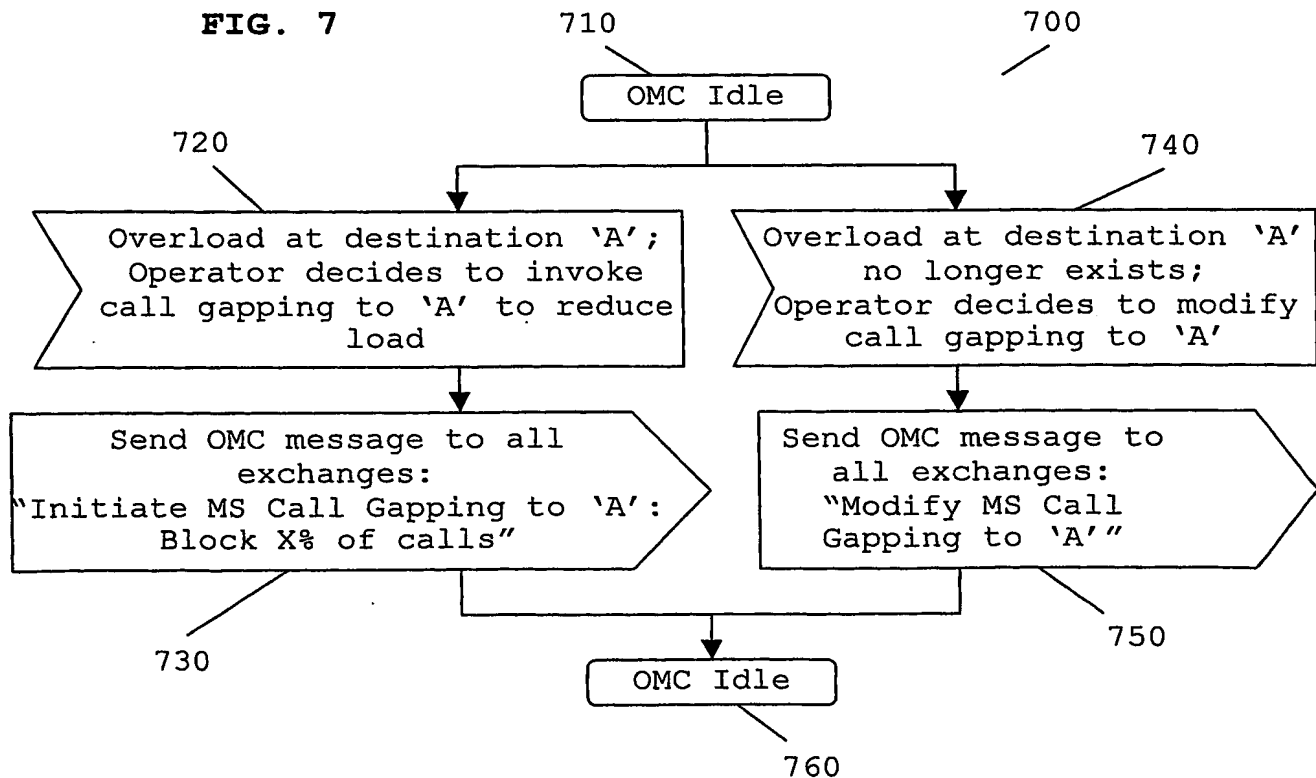 FIG. 7
710
700
OMC Idle
720
740
Overload at destination ‘A’;
Operator decides to invoke
call gapping to ‘A’ to reduce
load
Overload at destination ‘A’
no longer exists;
Operator decides to modify
call gapping to ‘A’
Send OMC message to all
exchanges:
“Initiate MS Call Gapping to ‘A’:
Block X% of calls”
Send OMC message to
all exchanges:
“Modify MS Call
Gapping to ‘A’”
730
750
OMC Idle
760